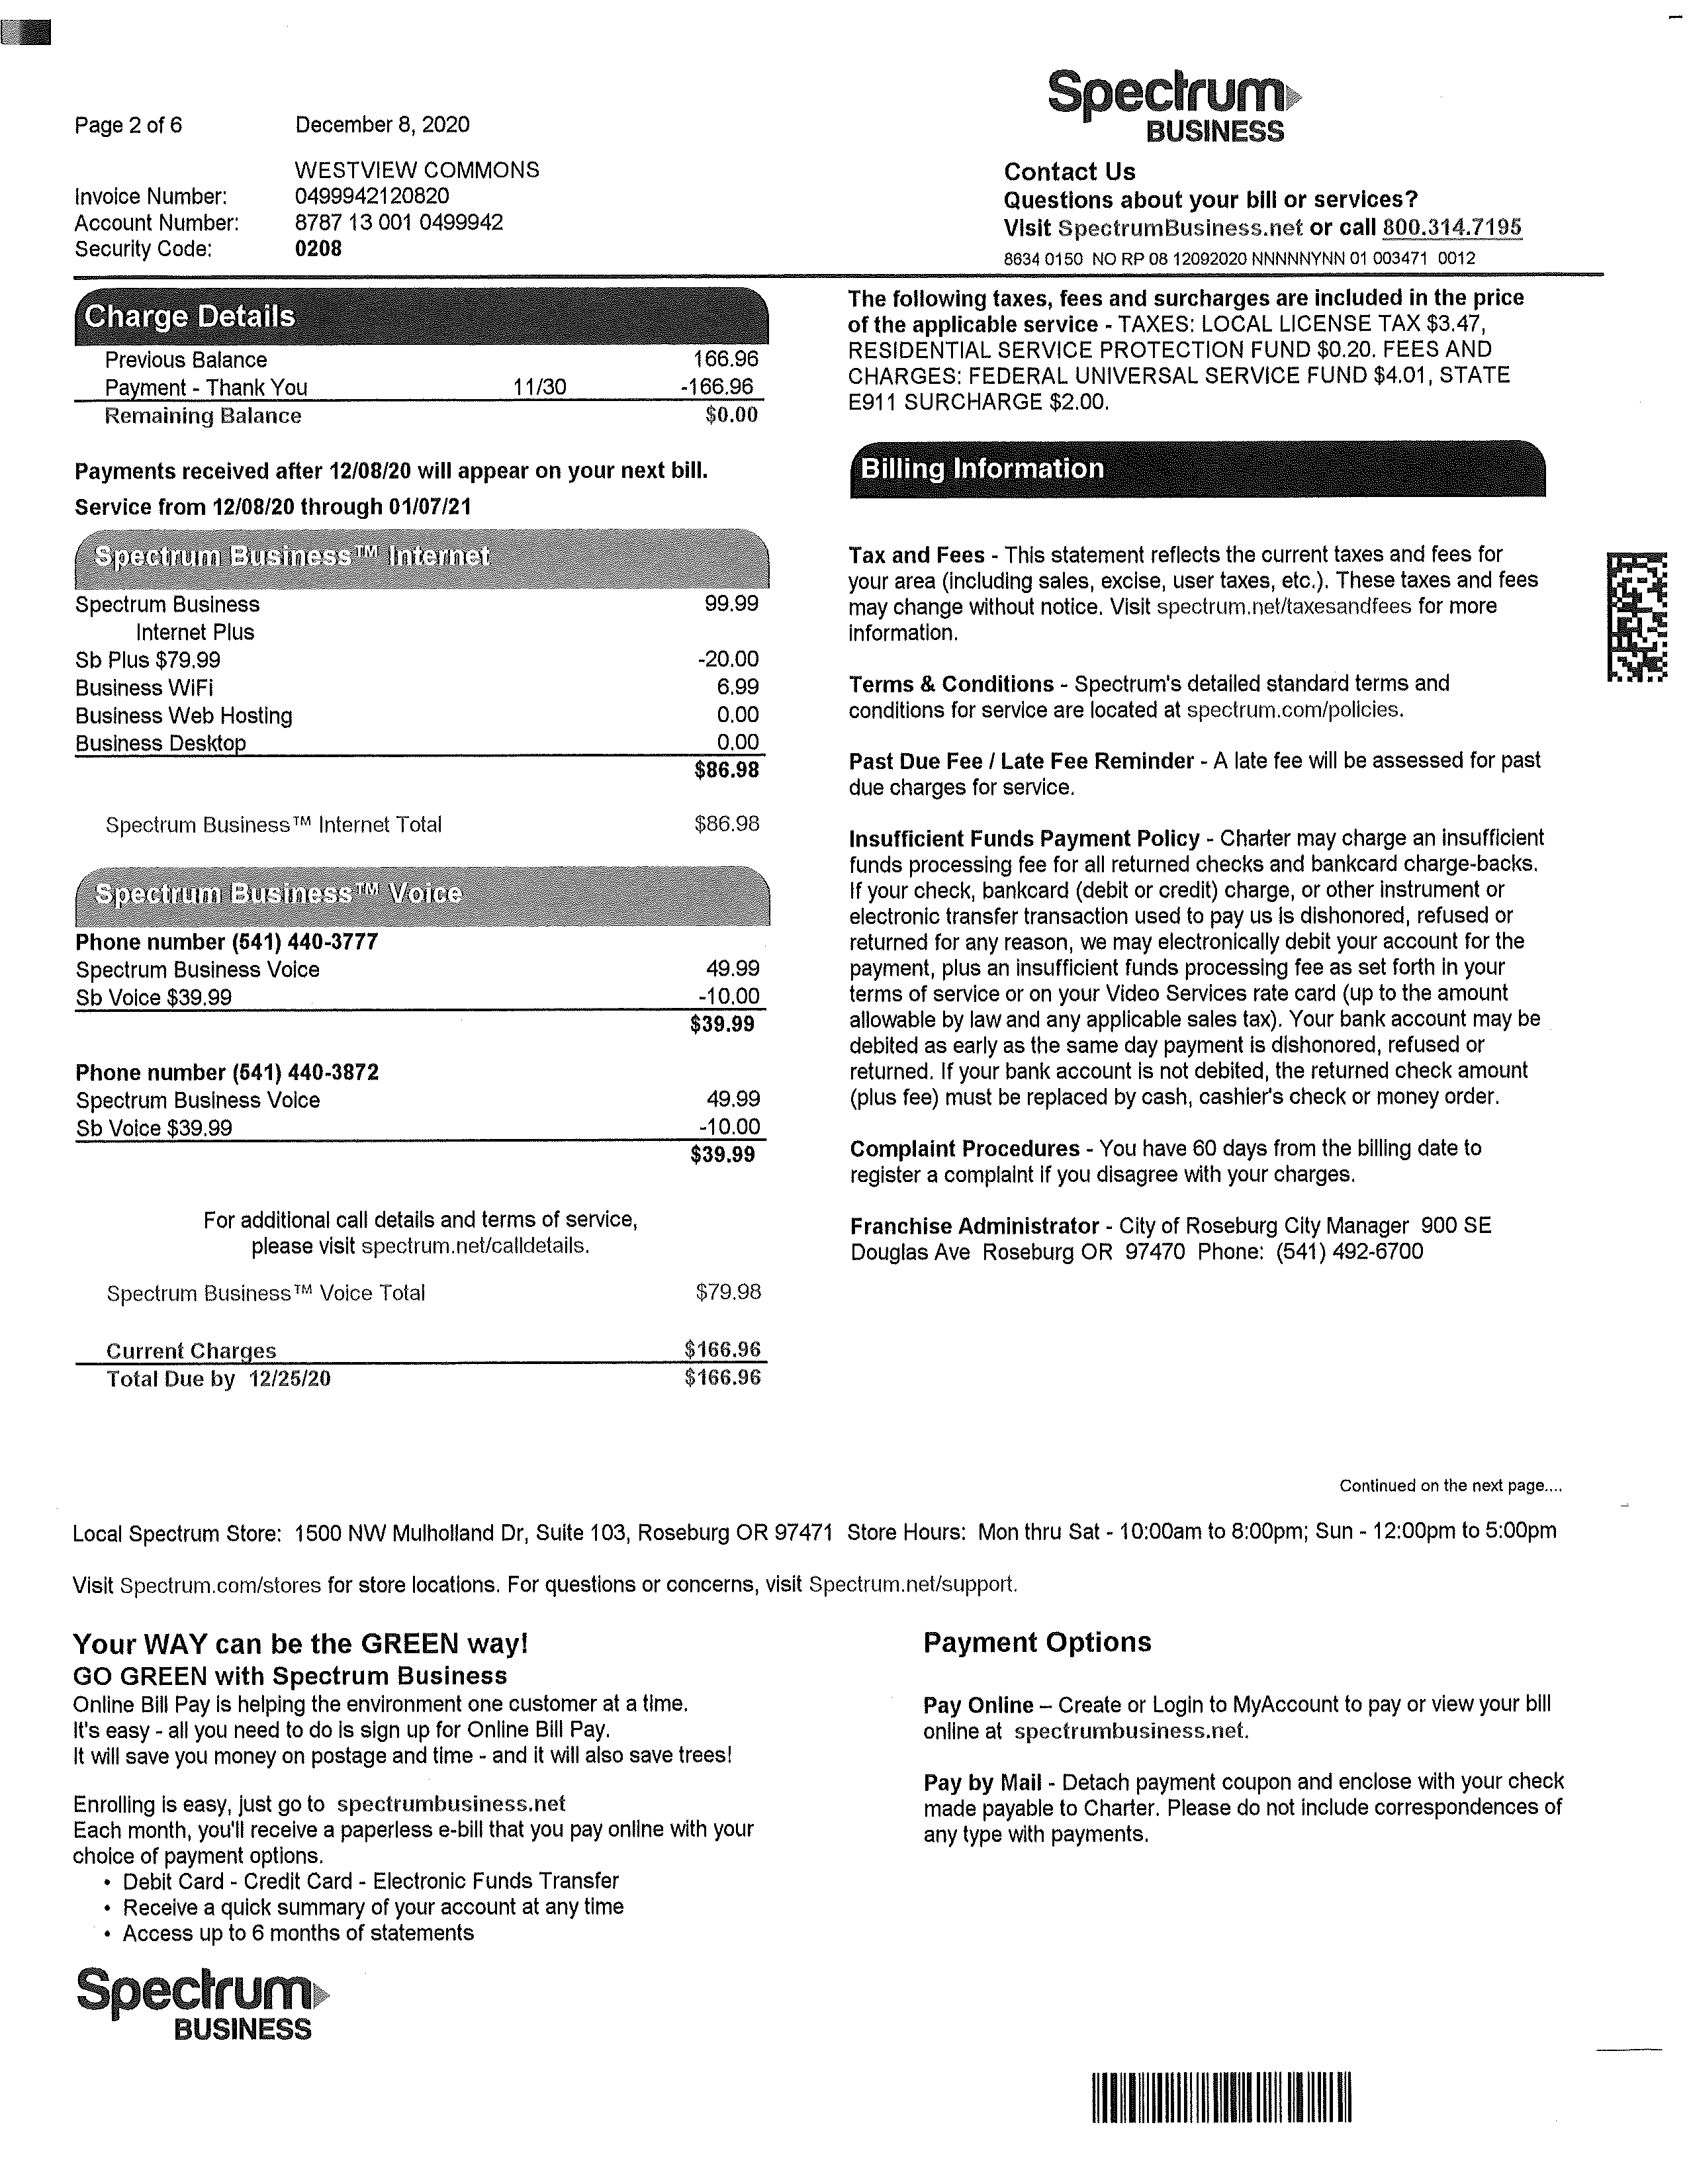 Spectrum
BUSINESS
Page 2 of 6 December 8, 2020
WESTVIEW COMMONS
Invoice Number: 0499942120820
Account Number: 8787 13 001 0499942
Security Code: 0208
Contact Us
Questions about your bill or services?
Visit SpectrumBusiness.net or call 800.314.7195
8634 0150 NO RP 08 12092020 NNNNNYNN 01 003471 0012
Charge Details
Previous Balance 166.96
Payment - Thank You 11/30 -166.96
Remaining Balance $0.00
Payments received after 12/08/20 will appear on your next bill.
Service from 12/08/20 through 01/07/21
Spectrum Business™ Internet
Spectrum Business 99.99
Internet Plus
Sb Plus $79.99 -20.00
Business WiFi 6.99
Business Web Hosting 0.00
Business Desktop 0.00
$86.98
Spectrum Business™ Internet Total $86.98
Spectrum Business™ Voice
Phone number (541) 440-3777
Spectrum Business Voice 49.99
Sb Voice $39.99 -10.00
$39.99
Phone number (541) 440-3872
Spectrum Business Voice 49.99
Sb Voice $39.99 -10.00
$39.99
For additional call details and terms of service,
please visit spectrum.net/calldetails.
Spectrum Business™ Voice Total $79.98
Current Charges $166.96
Total Due by 12/25/20 $166.96
The following taxes, fees and surcharges are included in the price
of the applicable service - TAXES: LOCAL LICENSE TAX $3.47,
RESIDENTIAL SERVICE PROTECTION FUND $0.20. FEES AND
CHARGES: FEDERAL UNIVERSAL SERVICE FUND $4.01, STATE
E911 SURCHARGE $2.00.
Billing Information
Tax and Fees - This statement reflects the current taxes and fees for
your area (including sales, excise, user taxes, etc.). These taxes and fees
may change without notice. Visit spectrum.net/taxesandfees for more
information.
Terms & Conditions - Spectrum's detailed standard terms and
conditions for service are located at spectrum.com/policies.
Past Due Fee / Late Fee Reminder - A late fee will be assessed for past
due charges for service.
Insufficient Funds Payment Policy - Charter may charge an insufficient
funds processing fee for all returned checks and bankcard charge-backs.
If your check, bankcard (debit or credit) charge, or other instrument or
electronic transfer transaction used to pay us is dishonored, refused or
returned for any reason, we may electronically debit your account for the
payment, plus an insufficient funds processing fee as set forth in your
terms of service or on your Video Services rate card (up to the amount
allowable by law and any applicable sales tax). Your bank account may be
debited as early as the same day payment is dishonored, refused or
returned. If your bank account is not debited, the returned check amount
(plus fee) must be replaced by cash, cashier's check or money order.
Complaint Procedures - You have 60 days from the billing date to
register a complaint if you disagree with your charges.
Franchise Administrator - City of Roseburg City Manager 900 SE
Douglas Ave Roseburg OR 97470 Phone: (541) 492-6700
Continued on the next page....
Local Spectrum Store: 1500 NW Mulholland Dr, Suite 103, Roseburg OR 97471 Store Hours: Mon thru Sat - 10:00am to 8:00pm; Sun - 12:00pm to 5:00pm
Visit Spectrum.com/stores for store locations. For questions or concerns, visit Spectrum.net/support.
Your WAY can be the GREEN way!
GO GREEN with Spectrum Business
Online Bill Pay is helping the environment one customer at a time.
It's easy - all you need to do is sign up for Online Bill Pay.
It will save you money on postage and time - and it will also save trees!
Enrolling is easy, just go to spectrumbusiness.net
Each month, you'll receive a paperless e-bill that you pay online with your
choice of payment options.
• Debit Card - Credit Card - Electronic Funds Transfer
• Receive a quick summary of your account at any time
• Access up to 6 months of statements
Payment Options
Pay Online – Create or Login to MyAccount to pay or view your bill
online at spectrumbusiness.net.
Pay by Mail - Detach payment coupon and enclose with your check
made payable to Charter. Please do not include correspondences of
any type with payments.
Spectrum
BUSINESS